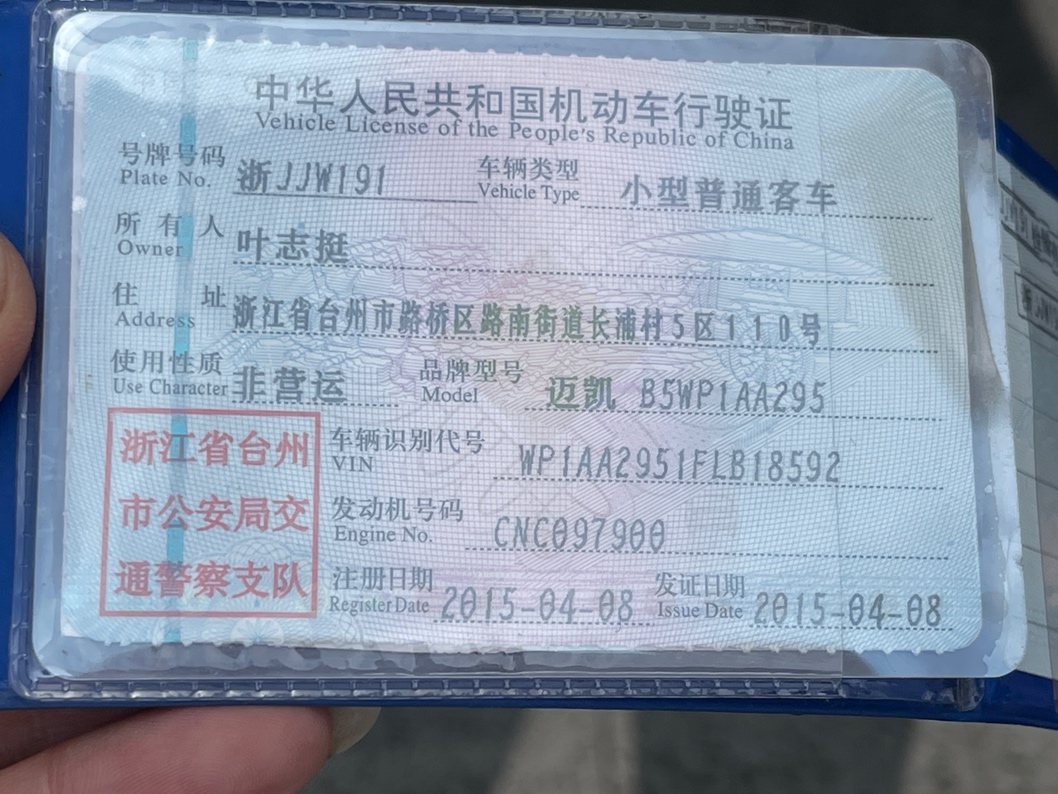 中华人民共和国机动车行驶证
Vehicle License of the People's Republic of China
号牌号码 浙JJW191 车辆类型 小型普通客车
Plate No. Vehicle Type
所有人 叶志挺
Owner
住址 浙江省台州市路桥区路南街道长浦村5区110号
Address
使用性质 非营运 品牌型号 迈凯 B5WP1AA295
Use Character Model
浙江省台州
市公安局交
通警察支队
车辆识别代号 WP1AA2951FLB18592
VIN
发动机号码 CNC097900
Engine No.
注册日期 2015-04-08 发证日期 2015-04-08
Register Date Issue Date